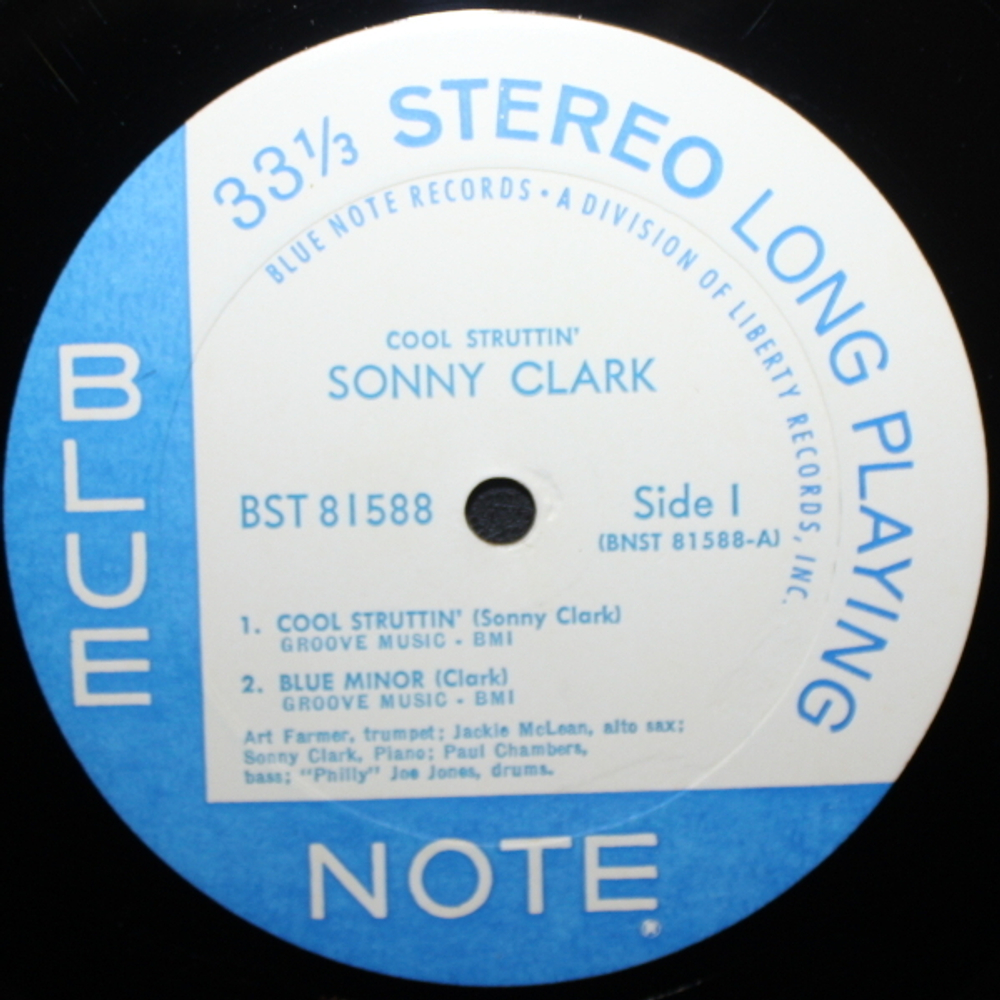 33⅓ STEREO LONG PLAYING
BLUE NOTE RECORDS • A DIVISION OF LIBERTY RECORDS, INC.
COOL STRUTTIN'
SONNY CLARK
BST 81588
Side 1
(BNST 81588-A)
1. COOL STRUTTIN' (Sonny Clark)
GROOVE MUSIC - BMI
2. BLUE MINOR (Clark)
GROOVE MUSIC - BMI
Art Farmer, trumpet; Jackie McLean, alto sax;
Sonny Clark, Piano; Paul Chambers,
bass; "Philly" Joe Jones, drums.
BLUE
NOTE
®